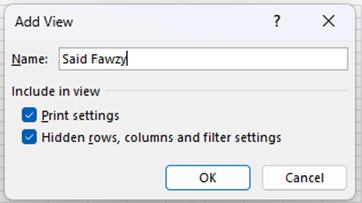 Add View
?
Name: Said Fawzy
Include in view
Print settings
Hidden rows, columns and filter settings
OK Cancel